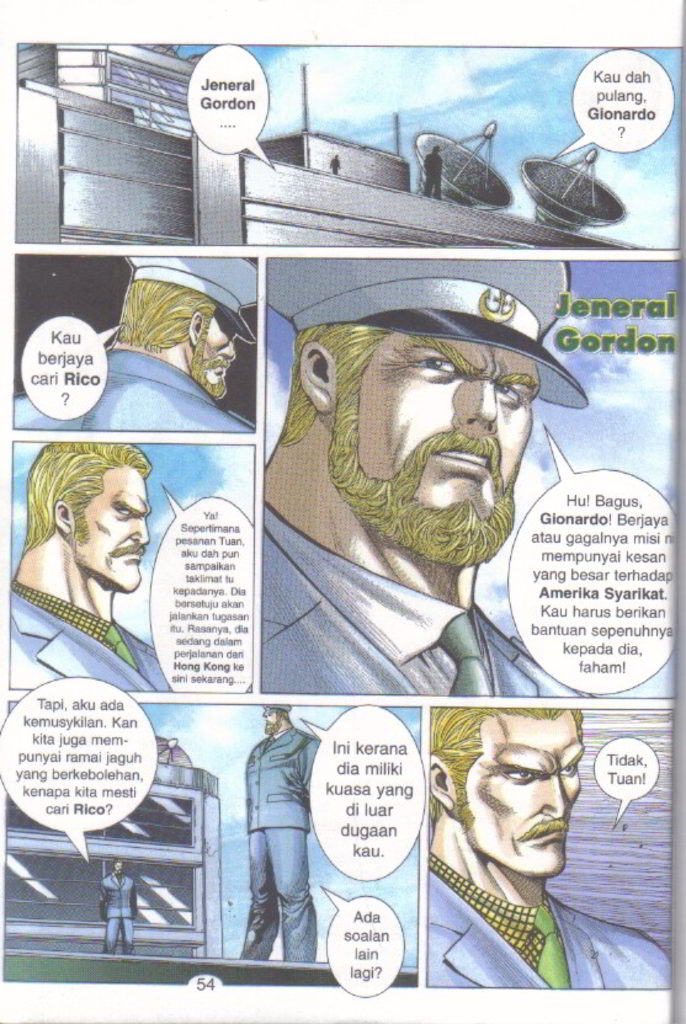 Jeneral
Gordon
....
Kau dah
pulang,
Gionardo
?
Kau
berjaya
cari Rico
?
Jeneral
Gordon
Ya!
Sepertimana
pesanan Tuan,
aku dah pun
sampaikan
taklimat tu
kepadanya. Dia
bersetuju akan
jalankan tugasan
itu. Rasanya, dia
sedang dalam
perjalanan dari
Hong Kong ke
sini sekarang....
Hu! Bagus,
Gionardo! Berjaya
atau gagalnya misi n
mempunyai kesan
yang besar terhadap
Amerika Syarikat.
Kau harus berikan
bantuan sepenuhnya
kepada dia,
faham!
Tapi, aku ada
kemusykilan. Kan
kita juga mem-
punyai ramai jaguh
yang berkebolehan,
kenapa kita mesti
cari Rico?
Ini kerana
dia miliki
kuasa yang
di luar
dugaan
kau.
Ada
soalan
lain
lagi?
Tidak,
Tuan!
54